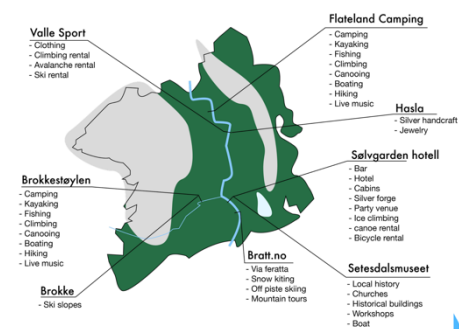 Valle Sport
- Clothing
- Climbing rental
- Avalanche rental
- Ski rental
Flateland Camping
- Camping
- Kayaking
- Fishing
- Climbing
- Canooing
- Boating
- Hiking
- Live music
Hasla
- Silver handcraft
- Jewelry
Brokkestøylen
- Camping
- Kayaking
- Fishing
- Climbing
- Canooing
- Boating
- Hiking
- Live music
Sølvgarden hotell
- Bar
- Hotel
- Cabins
- Silver forge
- Party venue
- Ice climbing
- canoe rental
- Bicycle rental
Brokke
- Ski slopes
Bratt.no
- Via feratta
- Snow kiting
- Off piste skiing
- Mountain tours
Setesdalsmuseet
- Local history
- Churches
- Historical buildings
- Workshops
- Boat